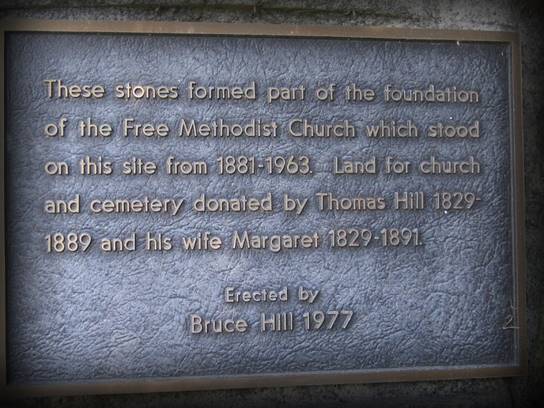 These stones formed part of the foundation
of the Free Methodist Church which stood
on this site from 1881-1963. Land for church
and cemetery donated by Thomas Hill 1829-
1889 and his wife Margaret 1829-1891.
Erected by
Bruce Hill 1977